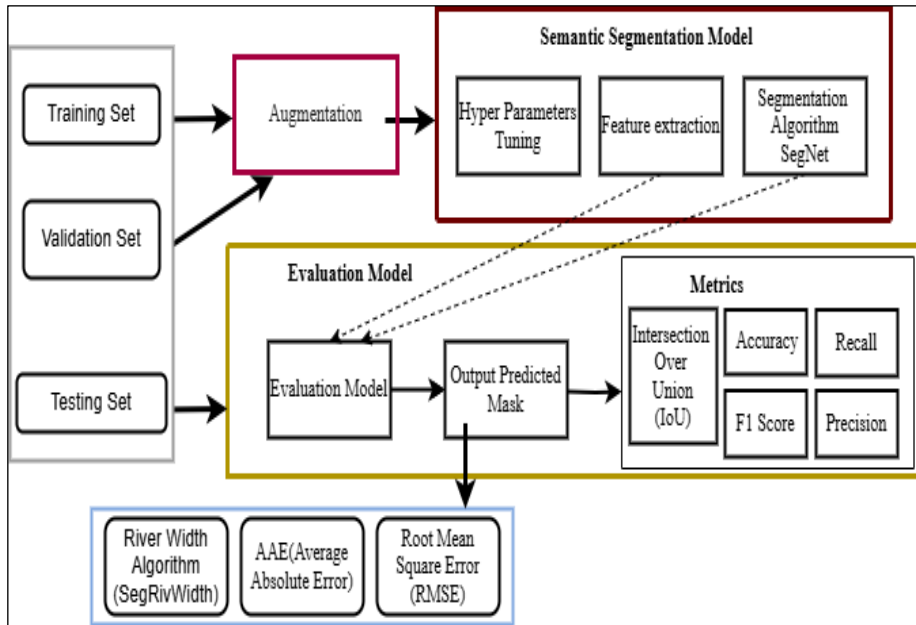 Semantic Segmentation Model
Training Set
Augmentation
Hyper Parameters
Tuning
Feature extraction
Segmentation
Algorithm
SegNet
Validation Set
Evaluation Model
Metrics
Testing Set
Evaluation Model
Output Predicted
Mask
Intersection
Over
Union
(IoU)
Accuracy
Recall
F1 Score
Precision
River Width
Algorithm
(SegRivWidth)
AAE(Average
Absolute Error)
Root Mean
Square Error
(RMSE)